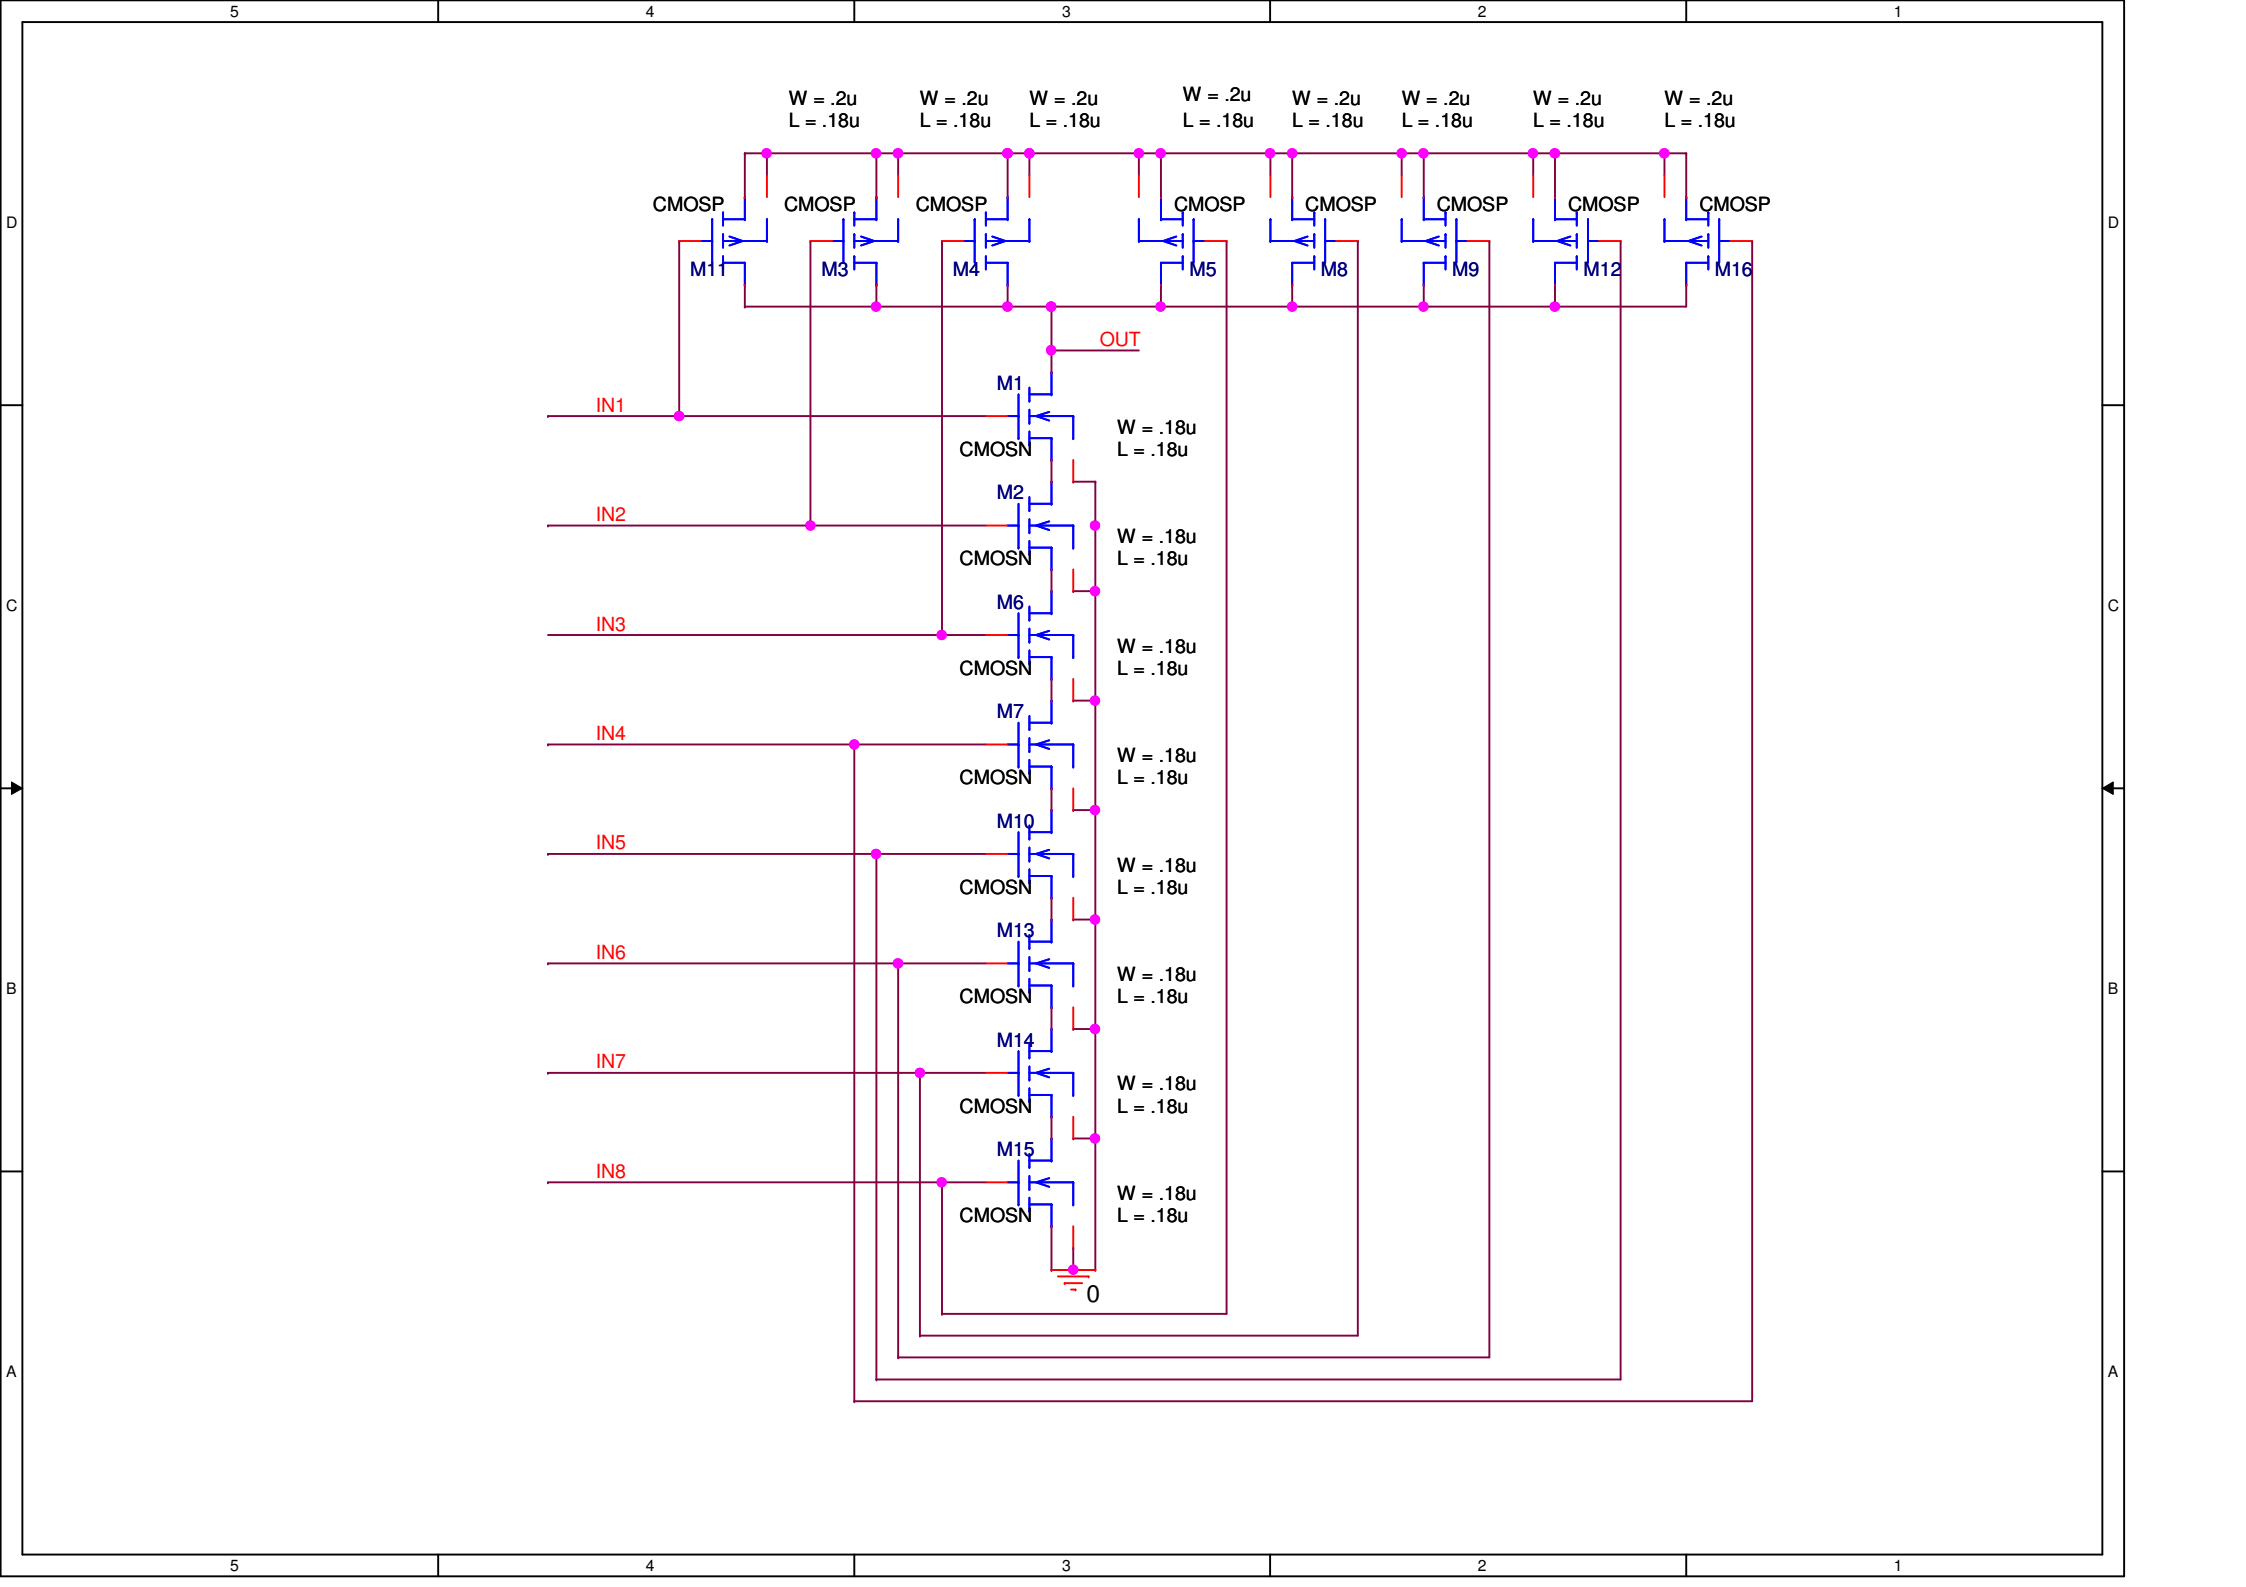 5 4 3 2 1
W = .2u W = .2u W = .2u W = .2u W = .2u W = .2u W = .2u W = .2u
L = .18u L = .18u L = .18u L = .18u L = .18u L = .18u L = .18u L = .18u
CMOSP CMOSP CMOSP CMOSP CMOSP CMOSP CMOSP CMOSP
D D
M11 M3 M4 M5 M8 M9 M12 M16
OUT
M1
IN1
W = .18u
CMOSN L = .18u
M2
IN2
W = .18u
CMOSN L = .18u
M6
C C
IN3
W = .18u
CMOSN L = .18u
M7
IN4
W = .18u
CMOSN L = .18u
M10
IN5
W = .18u
CMOSN L = .18u
M13
IN6
W = .18u
B B
CMOSN L = .18u
M14
IN7
W = .18u
CMOSN L = .18u
M15
IN8
W = .18u
CMOSN L = .18u
0
A A
5 4 3 2 1